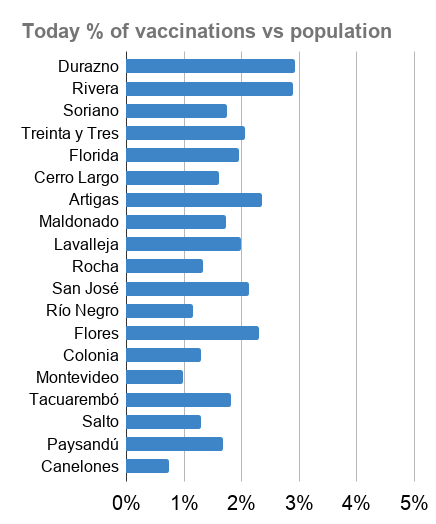 Today % of vaccinations vs population
Durazno
Rivera
Soriano
Treinta y Tres
Florida
Cerro Largo
Artigas
Maldonado
Lavalleja
Rocha
San José
Río Negro
Flores
Colonia
Montevideo
Tacuarembó
Salto
Paysandú
Canelones
0% 1% 2% 3% 4% 5%